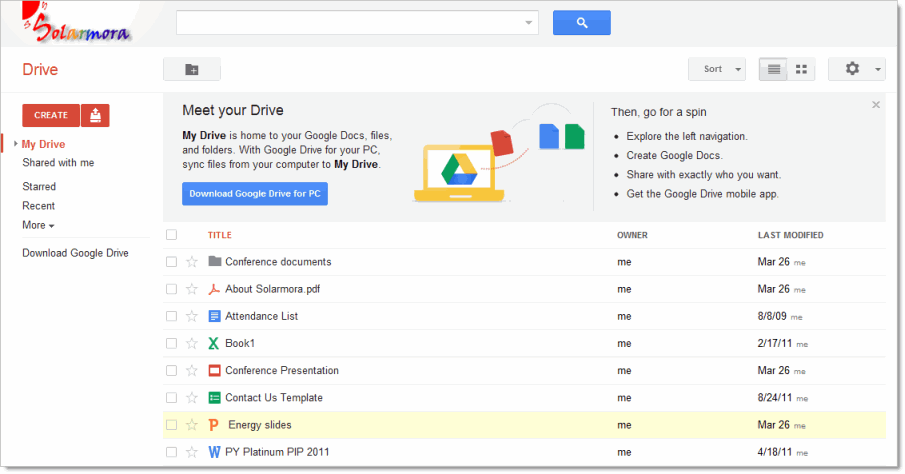 Solarmora
Drive
Sort
CREATE
My Drive
Shared with me
Starred
Recent
More
Download Google Drive
Meet your Drive
My Drive is home to your Google Docs, files,
and folders. With Google Drive for your PC,
sync files from your computer to My Drive.
Download Google Drive for PC
Then, go for a spin
Explore the left navigation.
Create Google Docs.
Share with exactly who you want.
Get the Google Drive mobile app.
TITLE OWNER LAST MODIFIED
Conference documents me Mar 26 me
About Solarmora.pdf me Mar 26 me
Attendance List me 8/8/09 me
Book1 me 2/17/11 me
Conference Presentation me Mar 26 me
Contact Us Template me 8/24/11 me
Energy slides me Mar 26 me
PY Platinum PIP 2011 me 4/18/11 me